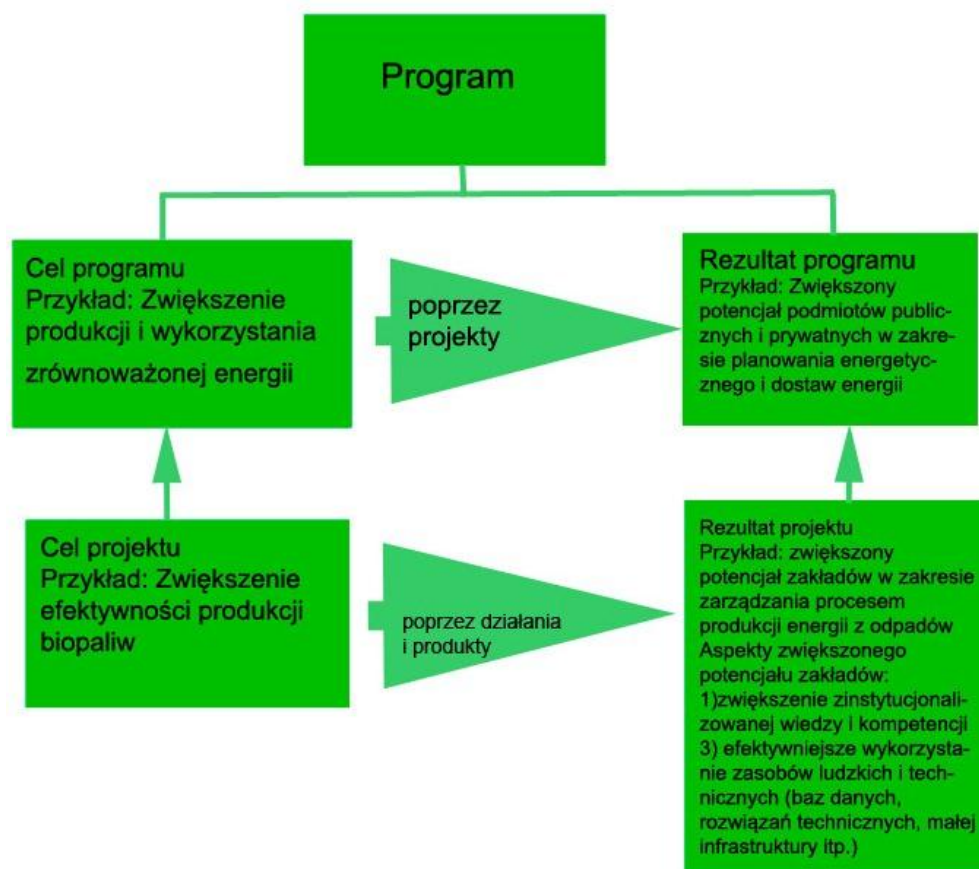 Program
Cel programu
Przykład: Zwiększenie
produkcji i wykorzystania
zrównoważonej energii
poprzez
projekty
Rezultat programu
Przykład: Zwiększony
potencjał podmiotów public-
znych i prywatnych w zakre-
sie planowania energetycz-
cznego i dostaw energii
Cel projektu
Przykład: Zwiększenie
efektywności produkcji
biopaliw
poprzez działania
i produkty
Rezultat projektu
Przykład: zwiększony
potencjał zakładów w zakresie
zarządzania procesem
produkcji energii z odpadów
Aspekty zwiększonego
potencjału zakładów:
1)zwiększenie zinstytucjonali-
zowanej wiedzy i kompetencji
3) efektywniejsze wykorzysta-
nie zasobów ludzkich i tech-
nicznych (baz danych,
rozwiązań technicznych, małej
infrastruktury itp.)